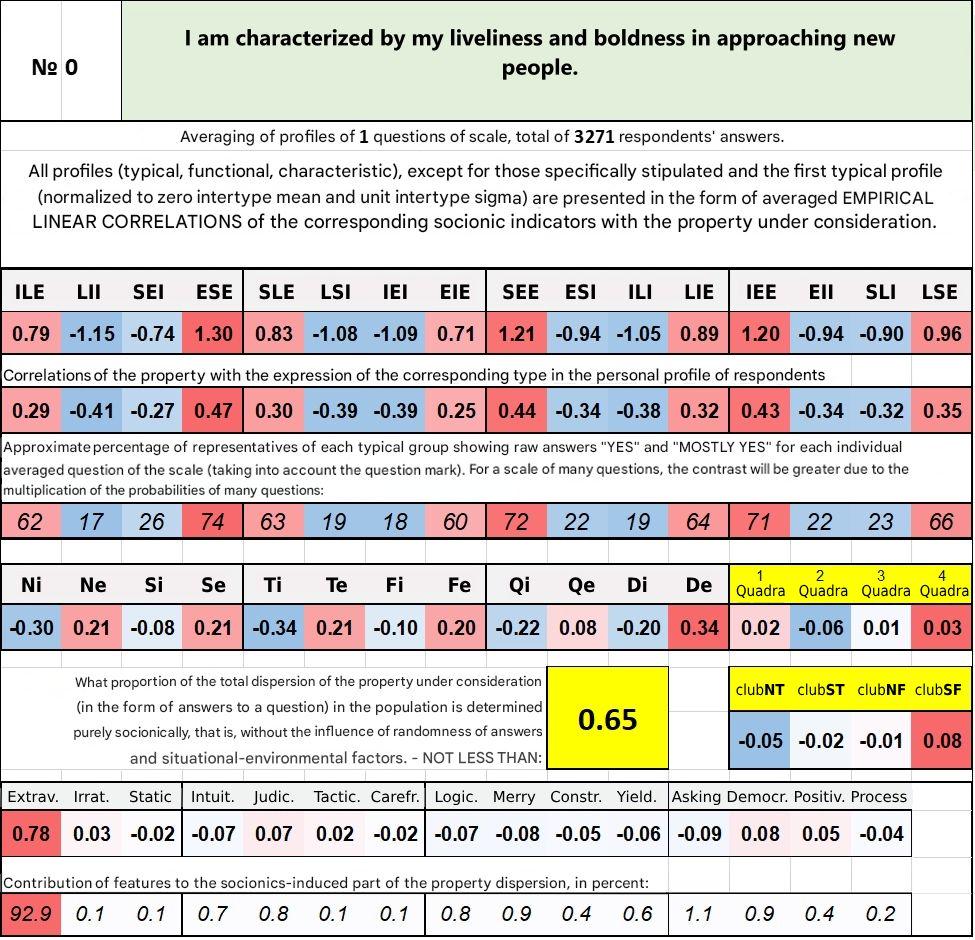 № 0
I am characterized by my liveliness and boldness in approaching new
people.
Averaging of profiles of 1 questions of scale, total of 3271 respondents' answers.
All profiles (typical, functional, characteristic), except for those specifically stipulated and the first typical profile
(normalized to zero intertype mean and unit intertype sigma) are presented in the form of averaged EMPIRICAL
LINEAR CORRELATIONS of the corresponding socionic indicators with the property under consideration.
ILE LII SEI ESE SLE LSI IEI EIE SEE ESI ILI LIE IEE EII SLI LSE
0.79 -1.15 -0.74 1.30 0.83 -1.08 -1.09 0.71 1.21 -0.94 -1.05 0.89 1.20 -0.94 -0.90 0.96
Correlations of the property with the expression of the corresponding type in the personal profile of respondents
0.29 -0.41 -0.27 0.47 0.30 -0.39 -0.39 0.25 0.44 -0.34 -0.38 0.32 0.43 -0.34 -0.32 0.35
Approximate percentage of representatives of each typical group showing raw answers "YES" and "MOSTLY YES" for each individual
averaged question of the scale (taking into account the question mark). For a scale of many questions, the contrast will be greater due to the
multiplication of the probabilities of many questions:
62 17 26 74 63 19 18 60 72 22 19 64 71 22 23 66
Ni Ne Si Se Ti Te Fi Fe Qi Qe Di De 1 Quadra 2 Quadra 3 Quadra 4 Quadra
-0.30 0.21 -0.08 0.21 -0.34 0.21 -0.10 0.20 -0.22 0.08 -0.20 0.34 0.02 -0.06 0.01 0.03
What proportion of the total dispersion of the property under consideration
(in the form of answers to a question) in the population is determined
purely socionically, that is, without the influence of randomness of answers
and situational-environmental factors. - NOT LESS THAN:
0.65
clubNT clubST clubNF clubSF
-0.05 -0.02 -0.01 0.08
Extrav. Irrat. Static Intuit. Judic. Tactic. Carefr. Logic. Merry Constr. Yield. Asking Democr. Positiv. Process
0.78 0.03 -0.02 -0.07 0.07 0.02 -0.02 -0.07 -0.08 -0.05 -0.06 -0.09 0.08 0.05 -0.04
Contribution of features to the socionics-induced part of the property dispersion, in percent:
92.9 0.1 0.1 0.7 0.8 0.1 0.1 0.8 0.9 0.4 0.6 1.1 0.9 0.4 0.2